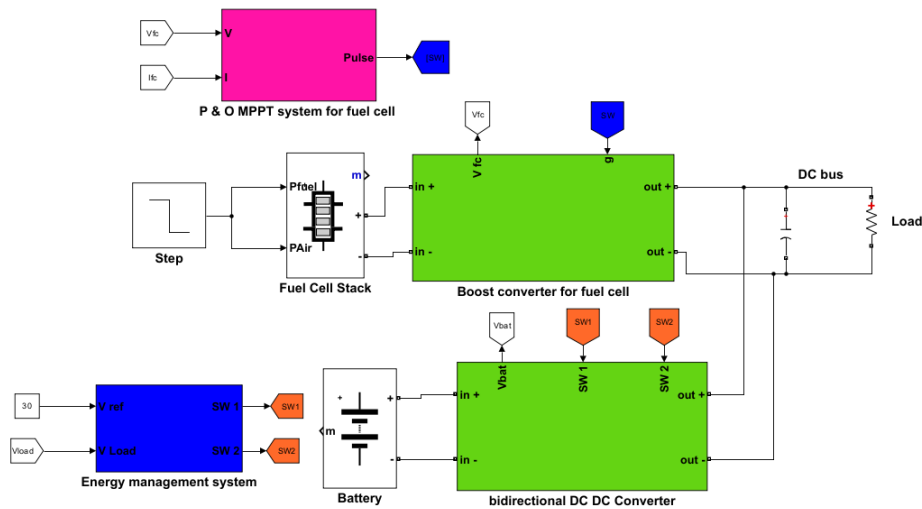 Vfc
V
Pulse
[SW]
Ifc
I
P & O MPPT system for fuel cell
Vfc
SW
m
V fc
g
DC bus
Pfuel
+
in +
out +
+
Load
PAir
-
in -
out -
Step
Fuel Cell Stack
Boost converter for fuel cell
Vbat
SW1
SW2
Vbat
SW 1
SW 2
30
V ref
SW 1
SW1
+
+
in +
out +
m
Vload
V Load
SW 2
SW2
-
in -
out -
Energy management system
Battery
bidirectional DC DC Converter